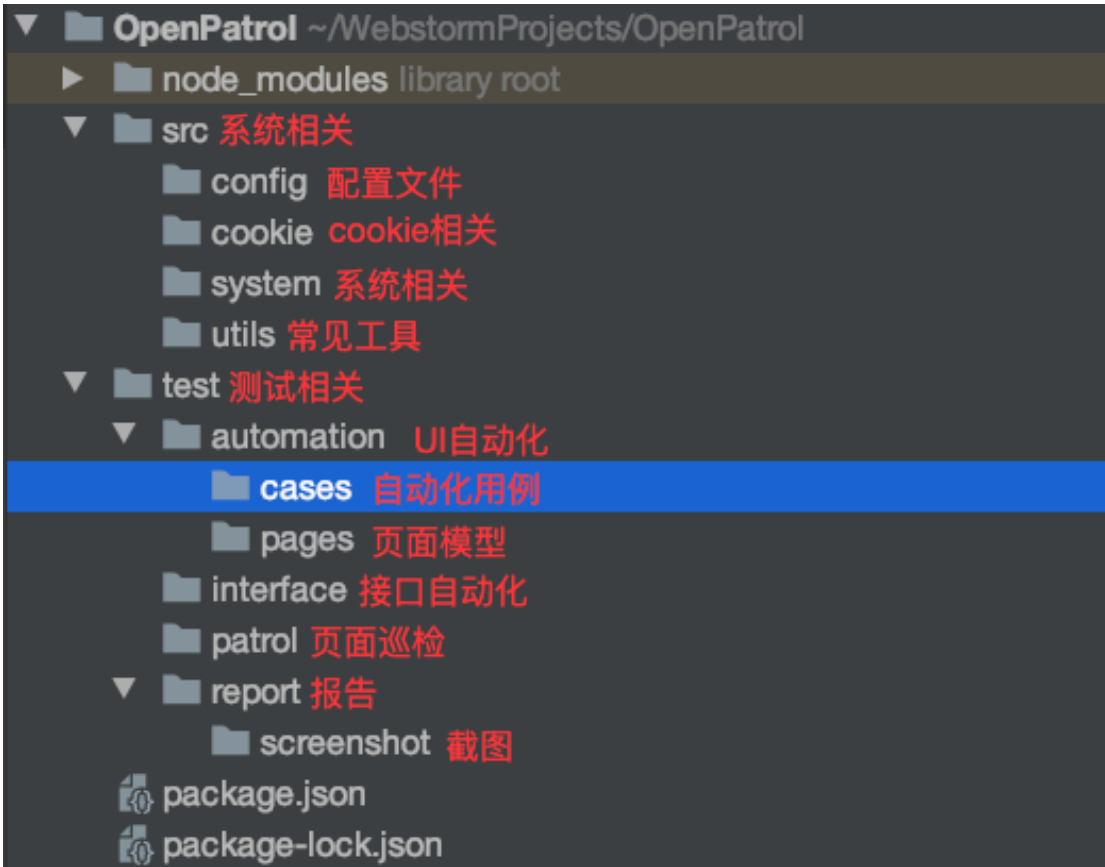 OpenPatrol ~/WebstormProjects/OpenPatrol
node_modules library root
src 系统相关
config 配置文件
cookie cookie相关
system 系统相关
utils 常见工具
test 测试相关
automation UI自动化
cases 自动化用例
pages 页面模型
interface 接口自动化
patrol 页面巡检
report 报告
screenshot 截图
package.json
package-lock.json